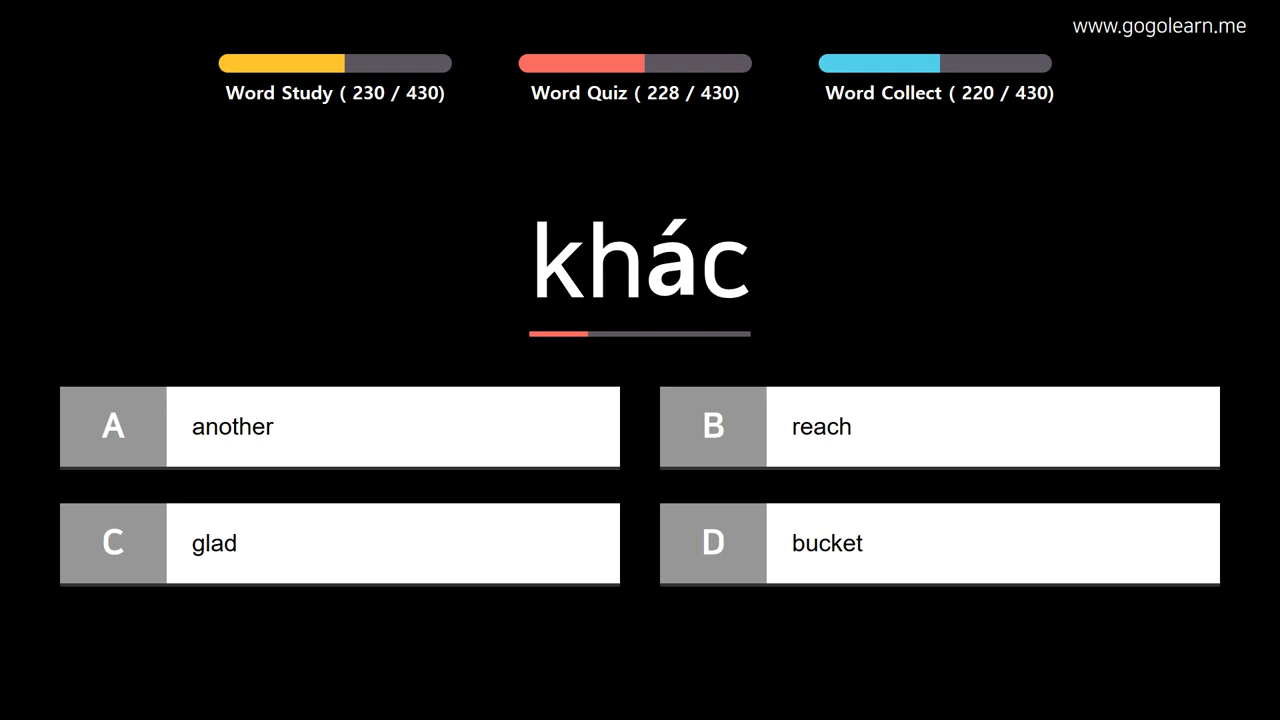 www.gogolearn.me
Word Study ( 230 / 430)
Word Quiz ( 228 / 430)
Word Collect ( 220 / 430)
khác
A another
B reach
C glad
D bucket